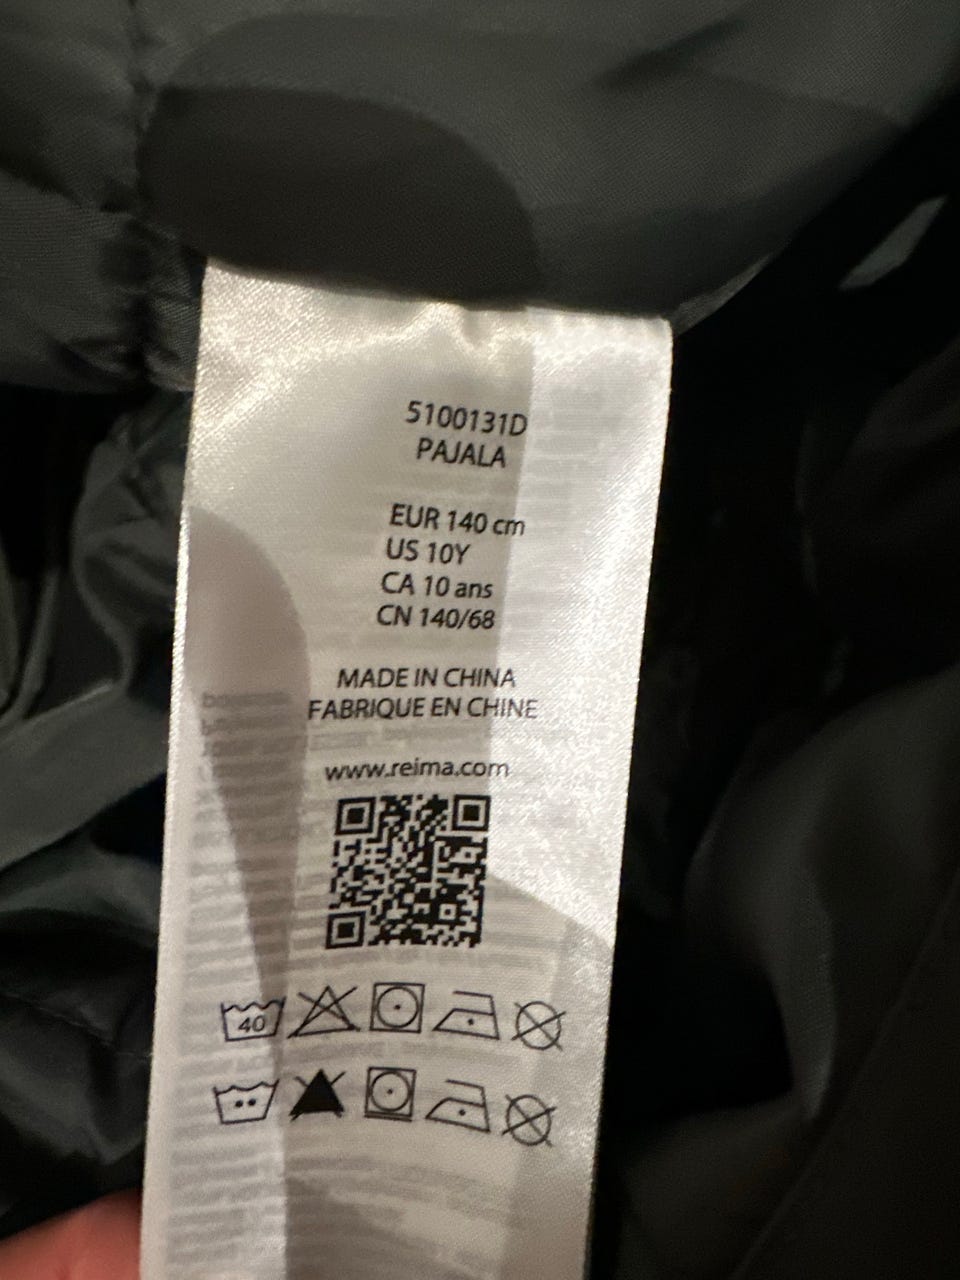 5100131D
PAJALA
EUR 140 cm
US 10Y
CA 10 ans
CN 140/68
MADE IN CHINA
FABRIQUE EN CHINE
www.reima.com
40